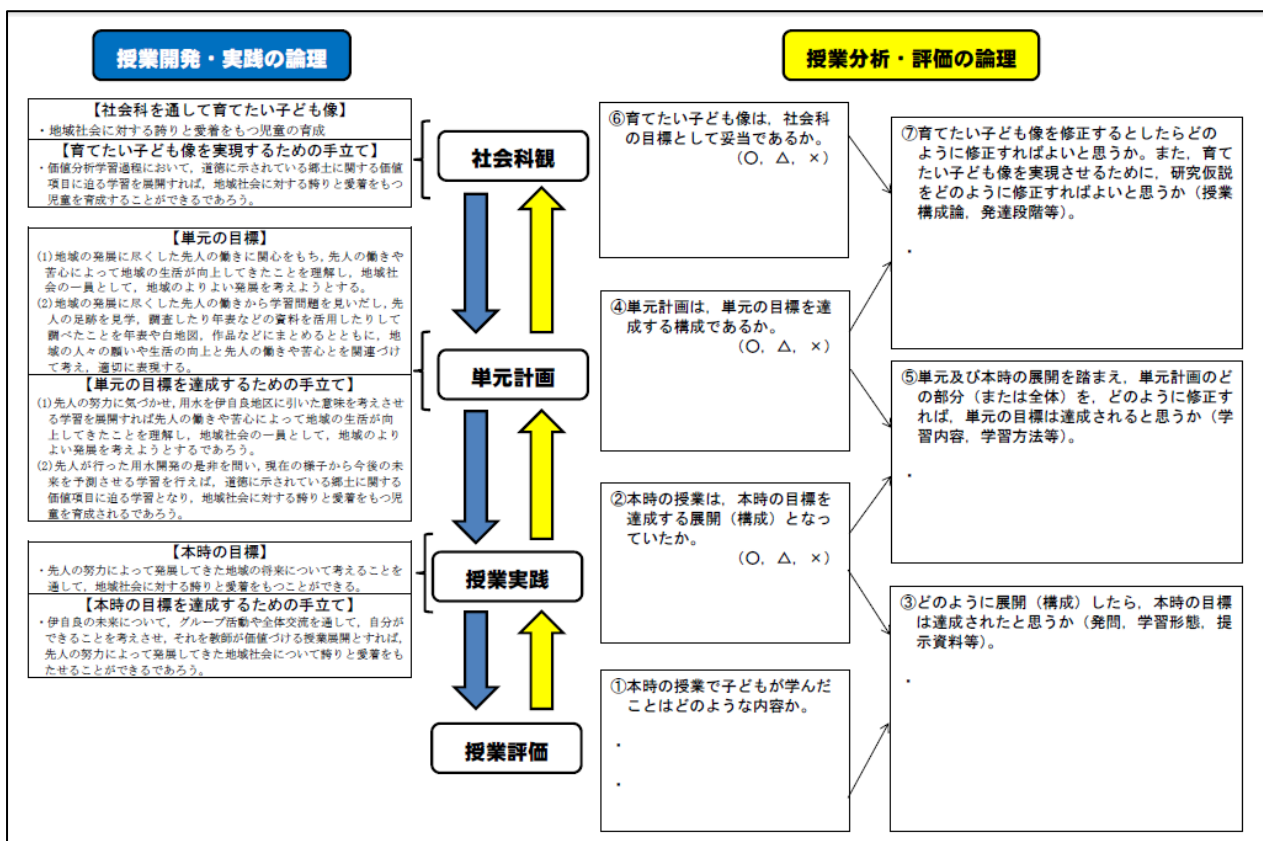 授業開発・実践の論理
授業分析・評価の論理
【社会科を通して育てたい子ども像】
・地域社会に対する誇りと愛着をもつ児童の育成
【育てたい子ども像を実現するための手立て】
・価値分析学習過程において，道徳に示されている郷土に関する価値
項目に迫る学習を展開すれば，地域社会に対する誇りと愛着をもつ
児童を育成することができるであろう。
【単元の目標】
(1)地域の発展に尽くした先人の働きに関心をもち，先人の働きや
苦心によって地域の生活が向上してきたことを理解し，地域社
会の一員として，地域のよりよい発展を考えようとする。
(2)地域の発展に尽くした先人の働きから学習問題を見いだし，先
人の足跡を見学，調査したり年表などの資料を活用したりして
調べたことを年表や白地図，作品などにまとめるとともに，地
域の人々の願いや生活の向上と先人の働きや苦心とを関連づけ
て考え，適切に表現する。
【単元の目標を達成するための手立て】
(1)先人の努力に気づかせ，用水を伊自良地区に引いた意味を考えさせ
る学習を展開すれば先人の働きや苦心によって地域の生活が向
上してきたことを理解し，地域社会の一員として，地域のより
よい発展を考えようとするであろう。
(2)先人が行った用水開発の是非を問い，現在の様子から今後の未
来を予測させる学習を行えば，道徳に示されている郷土に関する
価値項目に迫る学習となり，地域社会に対する誇りと愛着をもつ児
童を育成されるであろう。
【本時の目標】
・先人の努力によって発展してきた地域の将来について考えることを
通して，地域社会に対する誇りと愛着をもつことができる。
【本時の目標を達成するための手立て】
・伊自良の未来について，グループ活動や全体交流を通して，自分が
できることを考えさせ，それを教師が価値づける授業展開とすれば，
先人の努力によって発展してきた地域社会について誇りと愛着をも
たせることができるであろう。
社会科観
単元計画
授業実践
授業評価
⑥育てたい子ども像は，社会科
の目標として妥当であるか。
（○，△，×）
④単元計画は，単元の目標を達
成する構成であるか。
（○，△，×）
②本時の授業は，本時の目標を
達成する展開（構成）となっ
ていたか。
（○，△，×）
①本時の授業で子どもが学んだ
ことはどのような内容か。
・
・
⑦育てたい子ども像を修正するとしたらどの
ように修正すればよいと思うか。また，育て
たい子ども像を実現させるために，研究仮説
をどのように修正すればよいと思うか（授業
構成論，発達段階等）。
・
⑤単元及び本時の展開を踏まえ，単元計画のど
の部分（または全体）を，どのように修正す
れば，単元の目標は達成されると思うか（学
習内容，学習方法等）。
・
③どのように展開（構成）したら，本時の目標
は達成されたと思うか（発問，学習形態，提
示資料等）。
・